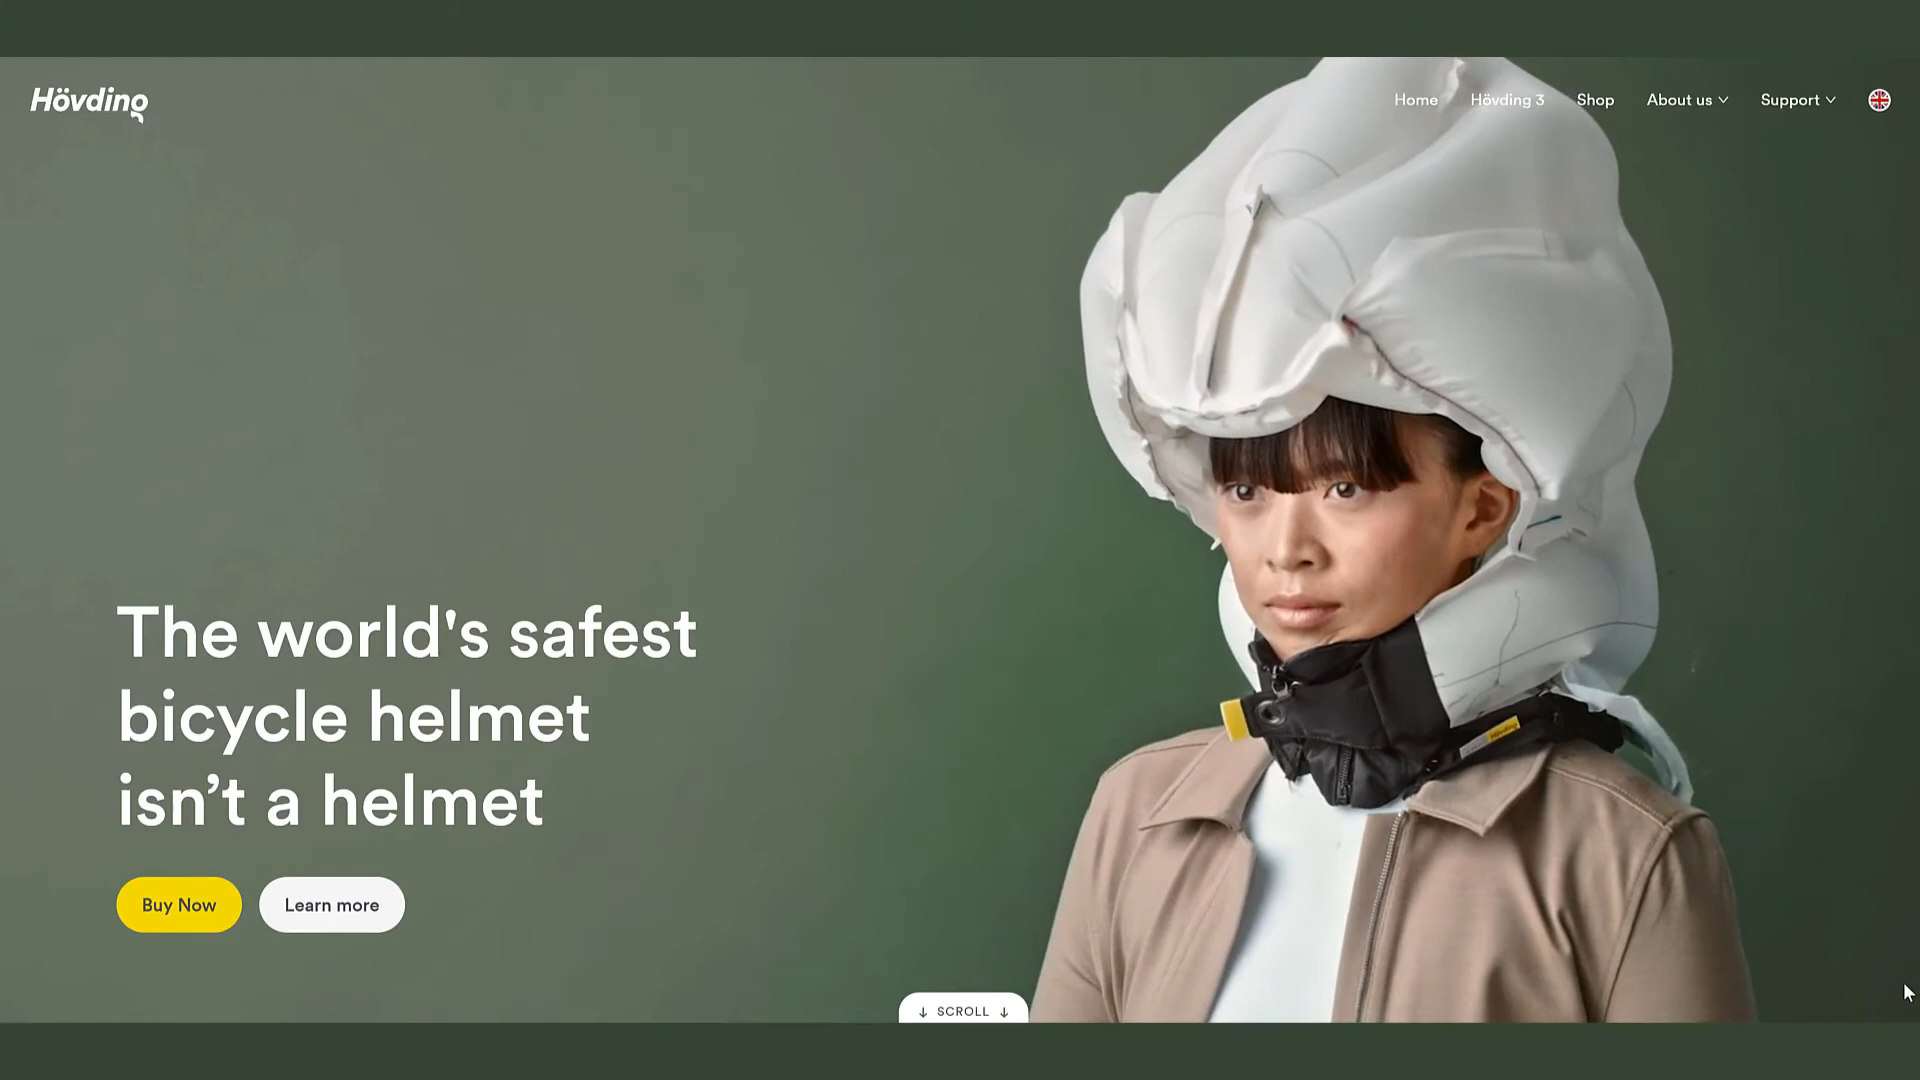 Hövding
Home
Hövding 3
Shop
About us
Support
The world's safest
bicycle helmet
isn’t a helmet
Buy Now
Learn more
↓ SCROLL ↓
Hövding